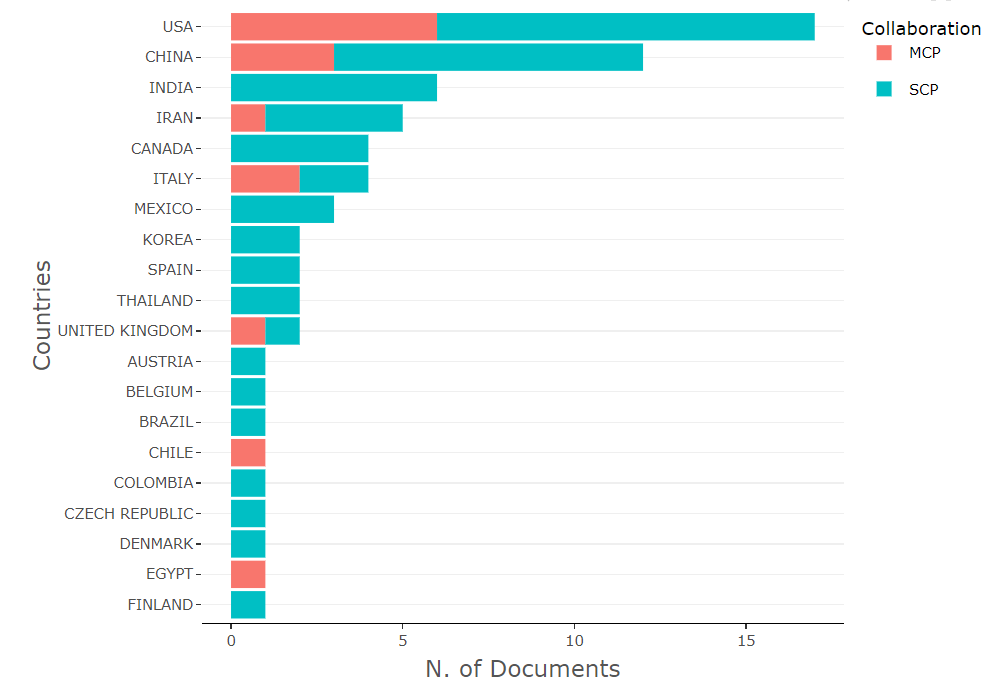 USA
CHINA
INDIA
IRAN
CANADA
ITALY
MEXICO
KOREA
SPAIN
THAILAND
UNITED KINGDOM
AUSTRIA
BELGIUM
BRAZIL
CHILE
COLOMBIA
CZECH REPUBLIC
DENMARK
EGYPT
FINLAND
Countries
0 5 10 15
N. of Documents
Collaboration
MCP
SCP